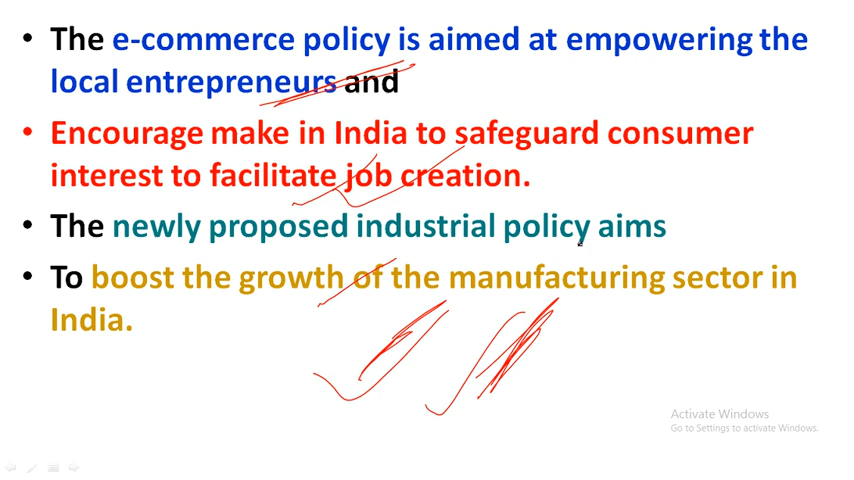 • The e-commerce policy is aimed at empowering the
local entrepreneurs and
• Encourage make in India to safeguard consumer
interest to facilitate job creation.
• The newly proposed industrial policy aims
• To boost the growth of the manufacturing sector in
India.
Activate Windows
Go to Settings to activate Windows.